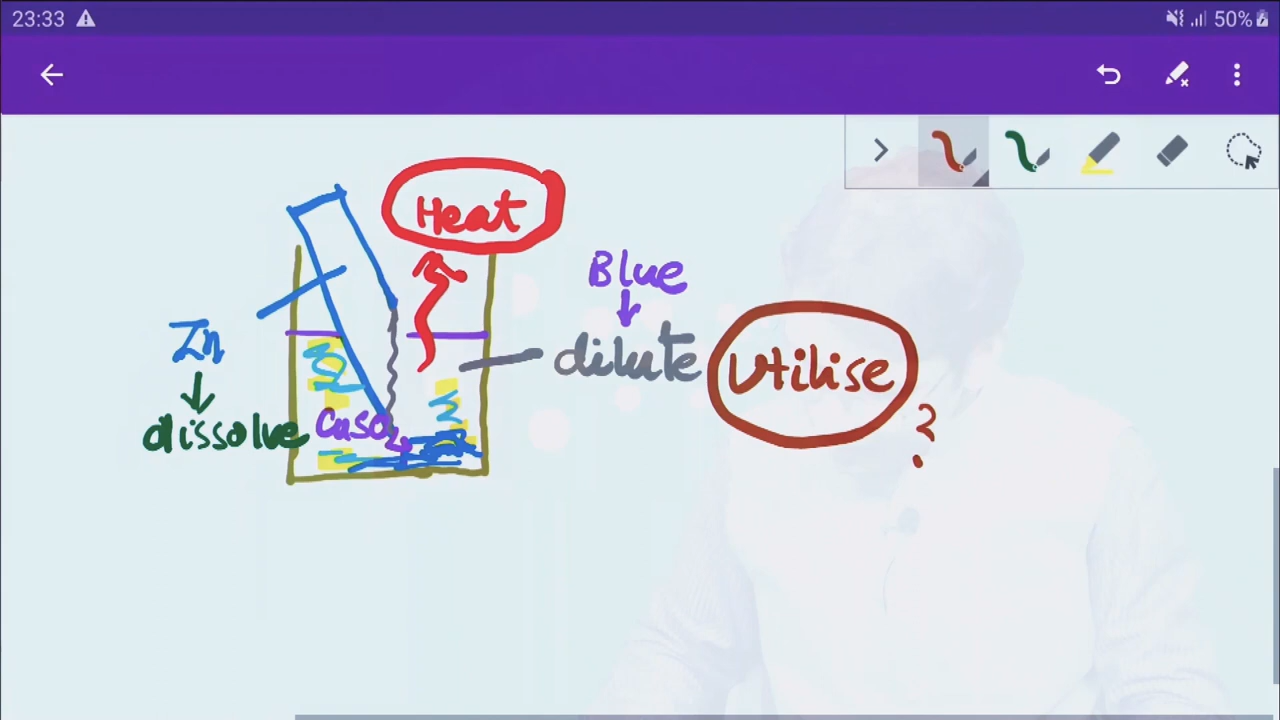 23:33
50%
Heat
Blue
Zn
dilute
Utilise
?
dissolve
CuSO4